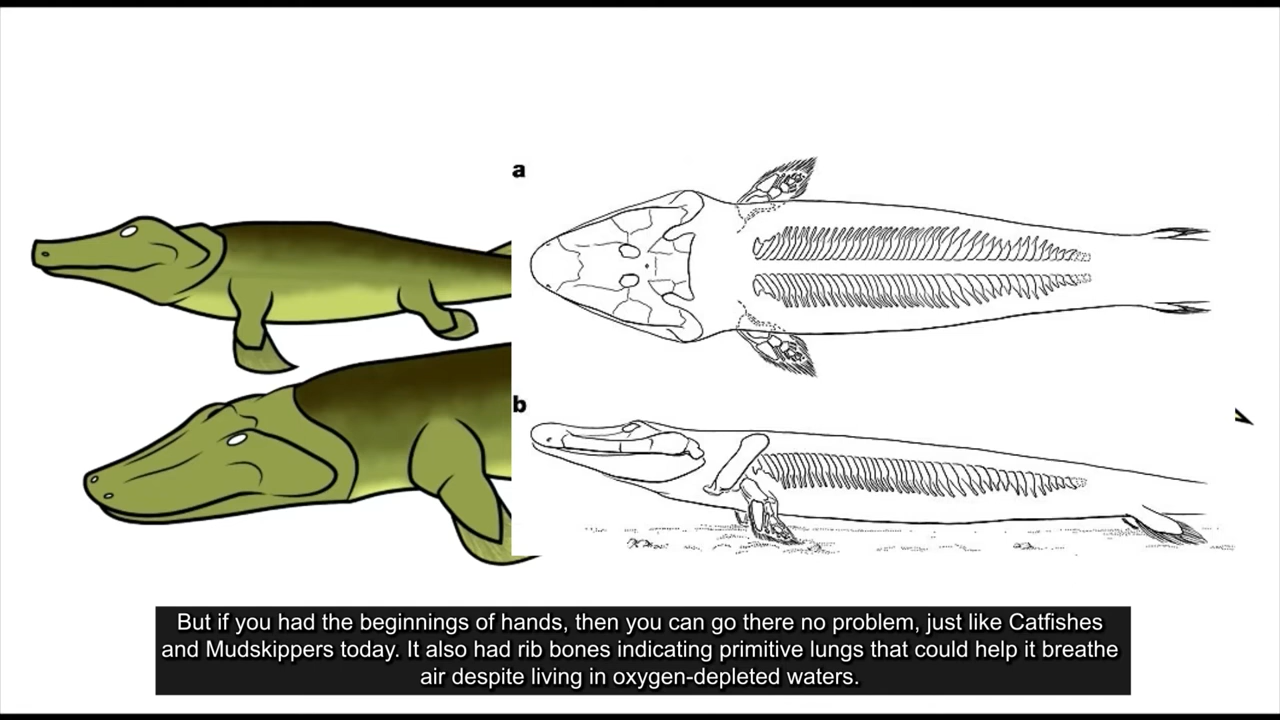 a
b
But if you had the beginnings of hands, then you can go there no problem, just like Catfishes
and Mudskippers today. It also had rib bones indicating primitive lungs that could help it breathe
air despite living in oxygen-depleted waters.